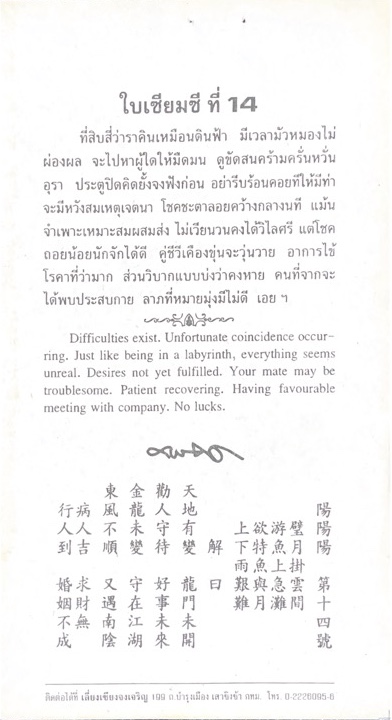 ใบเซียมซี ที่ 14
ที่สิบสี่ว่าราคินเหมือนดินฟ้า มีเวลามัวหมองไม่
ผ่องผล จะไปหาผู้ใดให้มืดมน ดูขัดสนคร้ามครั่นหวั่น
อุรา ประตูปิดคิดยั้งจงฟังก่อน อย่ารีบร้อนคอยทีให้มีท่า
จะมีหวังสมเหตุเจตนา โชคชะตาลอยคว้างกลางนที แม้น
จำเพาะเหมาะสมผสมส่ง ไม่เวียนวนคงได้วิไลศรี แต่โชค
ถอยน้อยนักจักได้ดี คู่ชีวีเคืองขุ่นจะวุ่นวาย อาการไข้
โรคาที่ว่ามาก ส่วนวิบากแบบบ่งว่าคงหาย คนที่จากจะ
ได้พบประสบกาย ลาภที่หมายมุ่งมีไม่ดี เอย ฯ
Difficulties exist. Unfortunate coincidence occur-
ring. Just like being in a labyrinth, everything seems
unreal. Desires not yet fulfilled. Your mate may be
troublesome. Patient recovering. Having favourable
meeting with company. No lucks.
陽陽陽 第十四號
璧月掛雲間
游魚上急灘
欲特魚與月
上下雨艱難
解曰
天地有變 龍門未開
勸人守待 好事未來
金龍未變 守在江湖
東風不順 又遇南陰
病人吉 求財無
行人到 婚姻不成
ติดต่อได้ที่ เลี่ยงเซียงจงเจริญ 199 ถ.บำรุงเมือง เสาชิงช้า กทม. โทร. 0-2226095-6